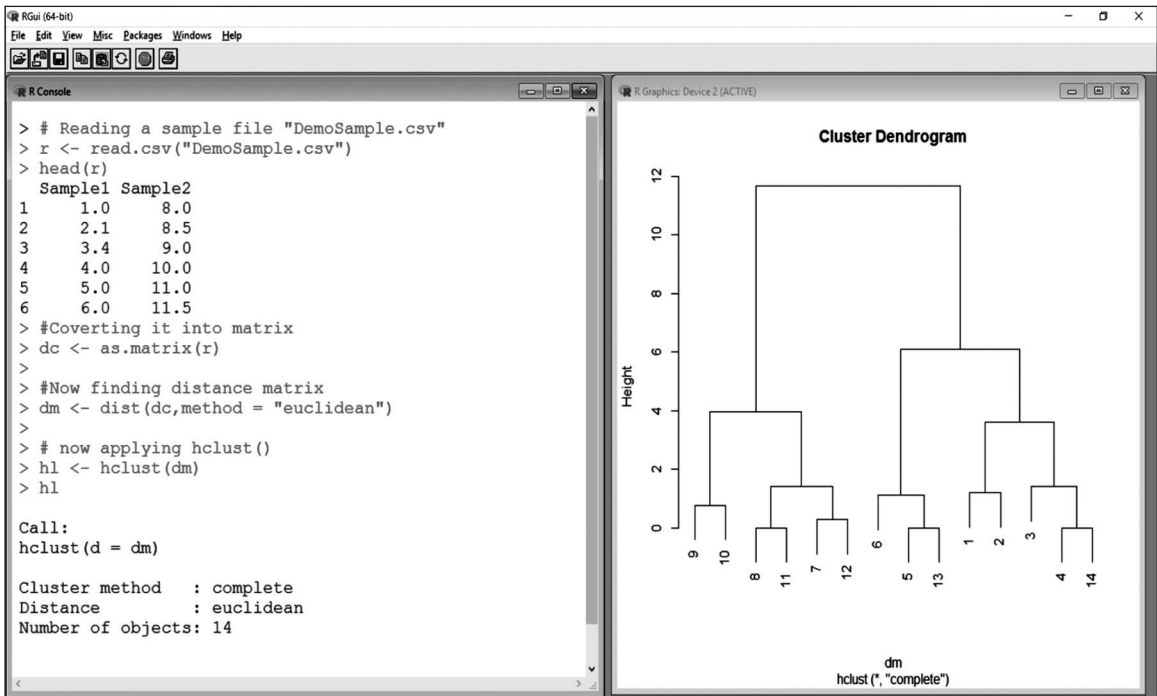 RGui (64-bit)
File Edit View Misc Packages Windows Help
R Console
> # Reading a sample file "DemoSample.csv"
> r <- read.csv("DemoSample.csv")
> head(r)
  Sample1 Sample2
1     1.0     8.0
2     2.1     8.5
3     3.4     9.0
4     4.0    10.0
5     5.0    11.0
6     6.0    11.5
> #Coverting it into matrix
> dc <- as.matrix(r)
>
> #Now finding distance matrix
> dm <- dist(dc,method = "euclidean")
>
> # now applying hclust()
> hl <- hclust(dm)
> hl
Call:
hclust(d = dm)
Cluster method   : complete
Distance         : euclidean
Number of objects: 14
R Graphics: Device 2 (ACTIVE)
Cluster Dendrogram
Height
12
10
8
6
4
2
0
9 10 8 11 7 12 6 5 13 1 2 3 4 14
dm
hclust (*, "complete")